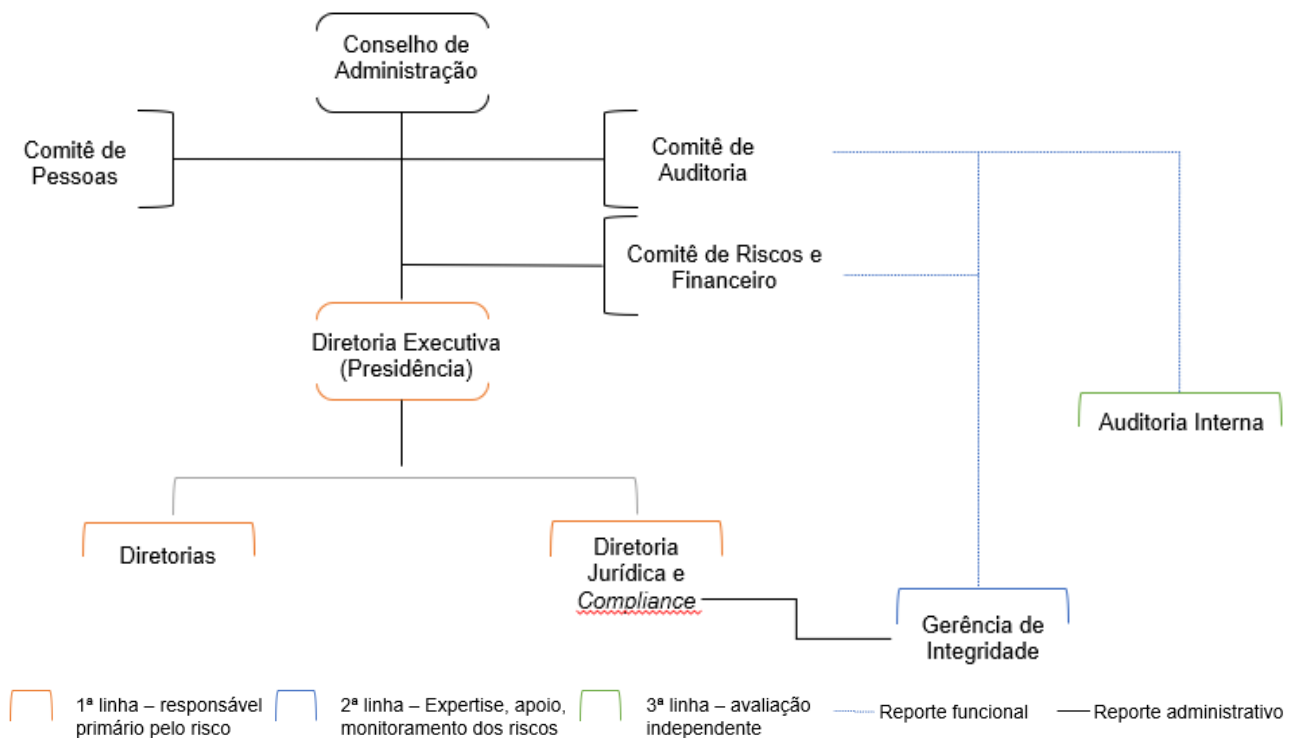 Conselho de
Administração
Comitê de
Pessoas
Comitê de
Auditoria
Comitê de Riscos e
Financeiro
Diretoria Executiva
(Presidência)
Auditoria Interna
Diretorias
Diretoria
Jurídica e
Compliance
Gerência de
Integridade
1ª linha – responsável
primário pelo risco
2ª linha – Expertise, apoio,
monitoramento dos riscos
3ª linha – avaliação
independente
Reporte funcional
Reporte administrativo